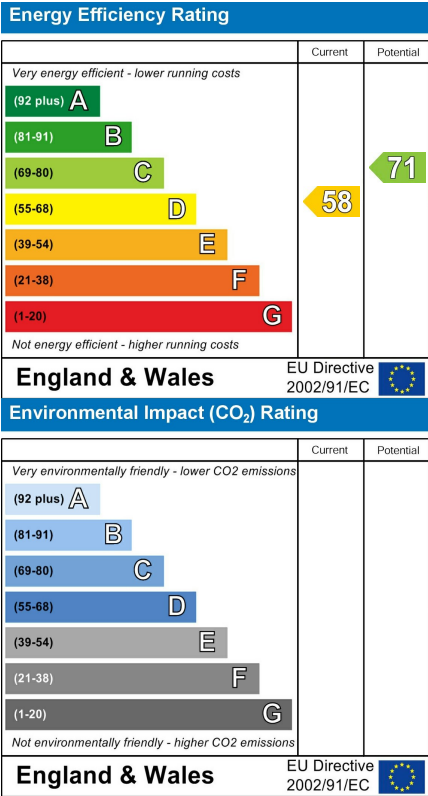 Energy Efficiency Rating
Current Potential
Very energy efficient - lower running costs
(92 plus) A
(81-91) B
(69-80) C
71
(55-68) D
58
(39-54) E
(21-38) F
(1-20) G
Not energy efficient - higher running costs
England & Wales
EU Directive
2002/91/EC
Environmental Impact (CO₂) Rating
Current Potential
Very environmentally friendly - lower CO2 emissions
(92 plus) A
(81-91) B
(69-80) C
(55-68) D
(39-54) E
(21-38) F
(1-20) G
Not environmentally friendly - higher CO2 emissions
England & Wales
EU Directive
2002/91/EC